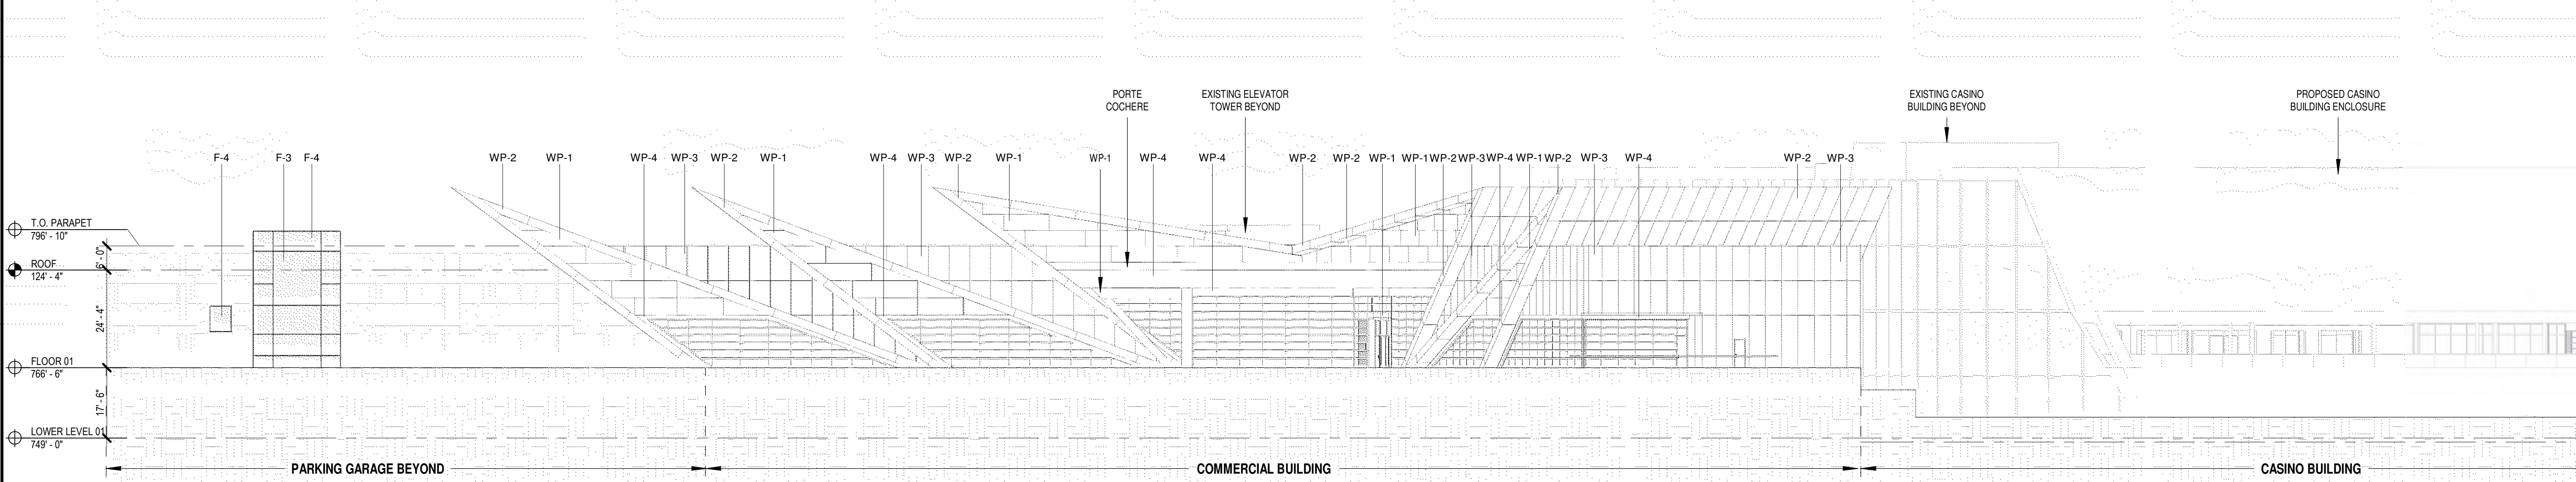 PORTE
COCHERE
EXISTING ELEVATOR
TOWER BEYOND
EXISTING CASINO
BUILDING BEYOND
PROPOSED CASINO
BUILDING ENCLOSURE
F-4 F-3 F-4 WP-2 WP-1 WP-4 WP-3 WP-2 WP-1 WP-4 WP-3 WP-2 WP-1 WP-1 WP-4 WP-4 WP-2 WP-2 WP-1 WP-1 WP-2 WP-3 WP-4 WP-1 WP-2 WP-3 WP-4 WP-2 WP-3
T.O. PARAPET
796' - 10"
6' - 0"
ROOF
124' - 4"
24' - 4"
FLOOR 01
766' - 6"
17' - 6"
LOWER LEVEL 01
749' - 0"
PARKING GARAGE BEYOND COMMERCIAL BUILDING CASINO BUILDING